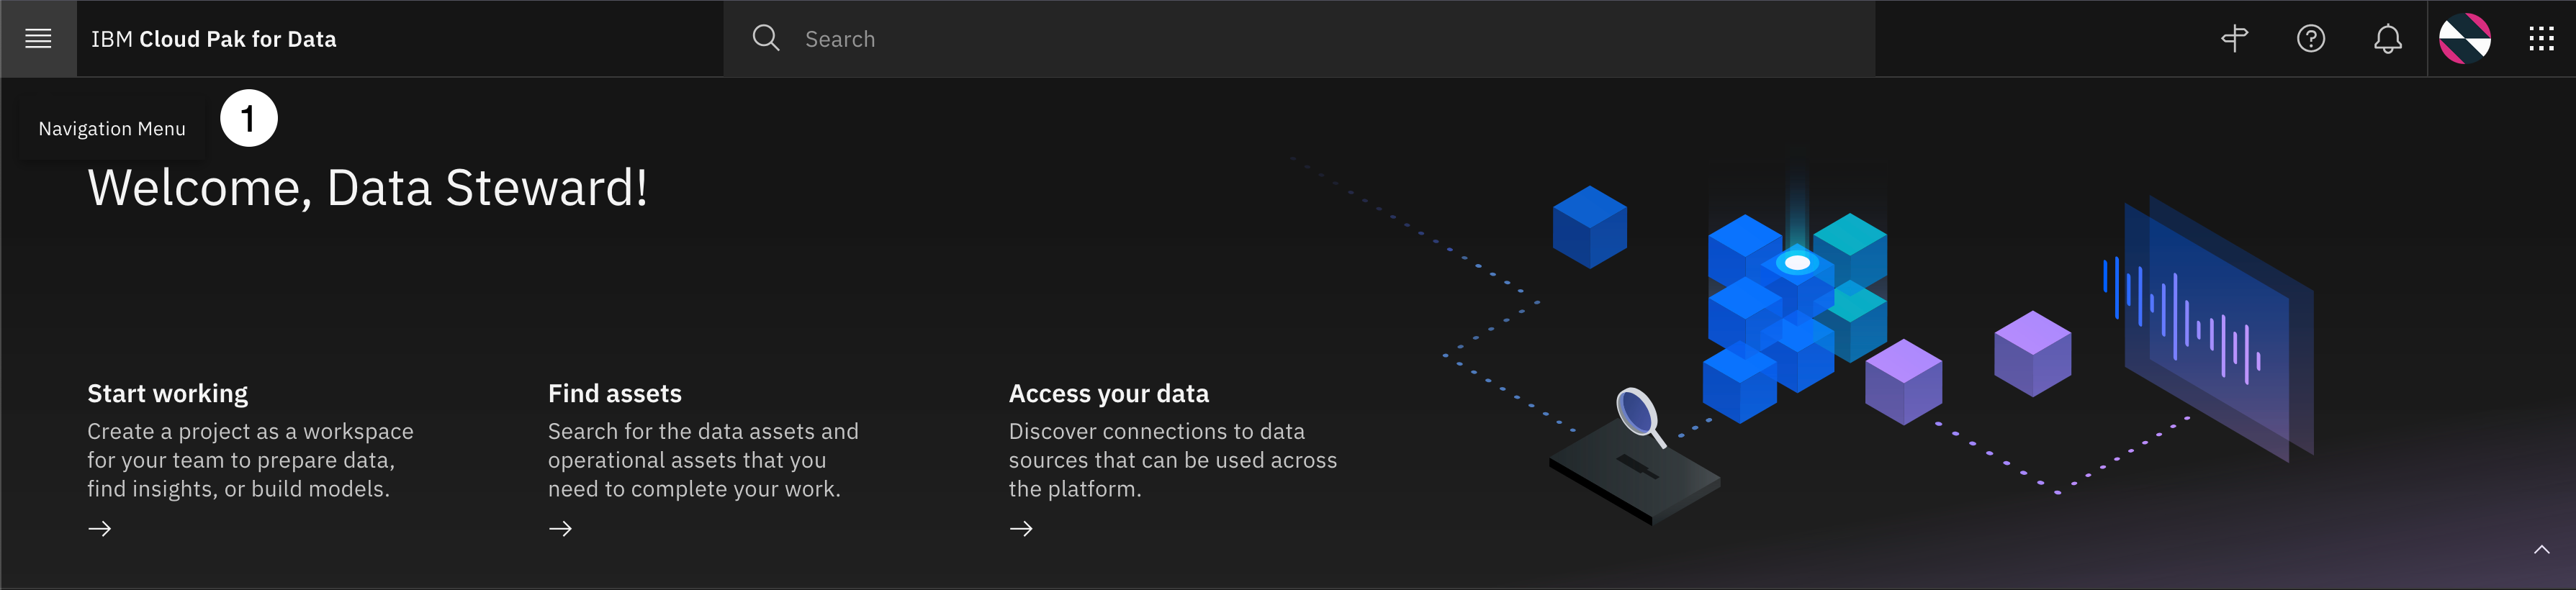 IBM Cloud Pak for Data
Search
Navigation Menu
1
Welcome, Data Steward!
Start working
Create a project as a workspace
for your team to prepare data,
find insights, or build models.
Find assets
Search for the data assets and
operational assets that you
need to complete your work.
Access your data
Discover connections to data
sources that can be used across
the platform.